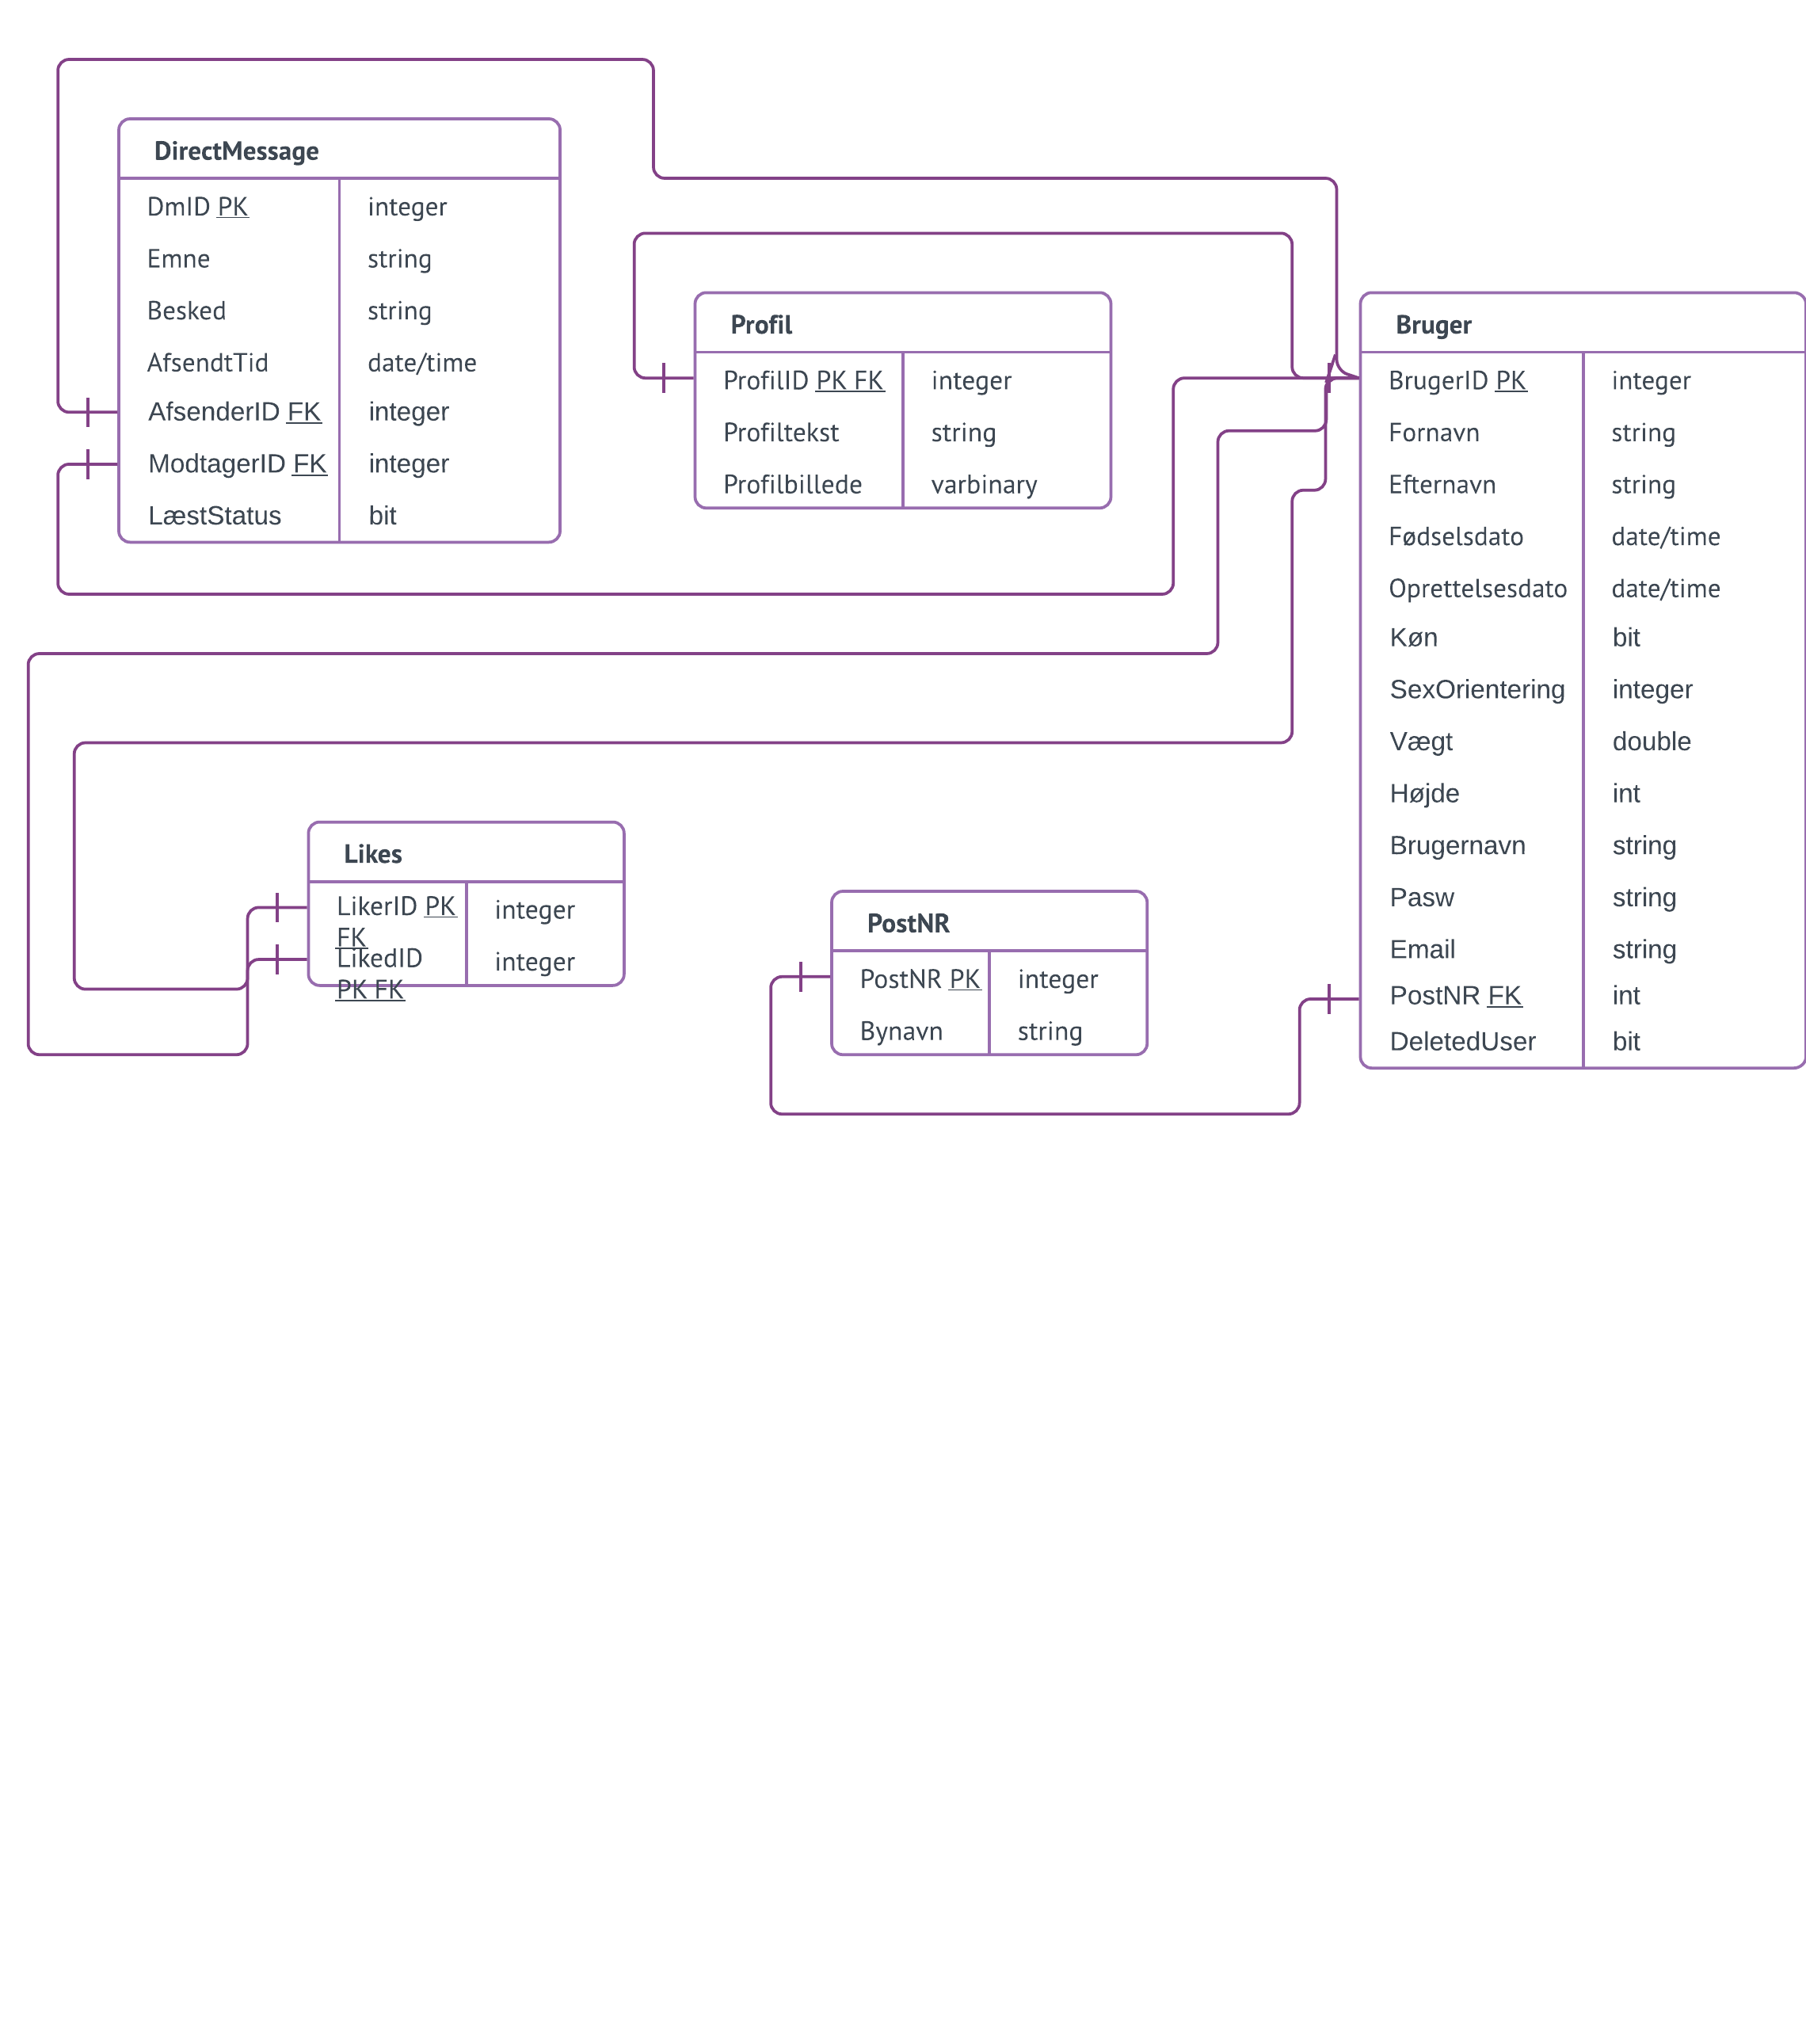 DirectMessage
DmID PK integer
Emne string
Besked string
AfsendtTid date/time
AfsenderID FK integer
ModtagerID FK integer
LæstStatus bit
Profil
ProfilID PK FK integer
Profiltekst string
Profilbillede varbinary
Bruger
BrugerID PK integer
Fornavn string
Efternavn string
Fødselsdato date/time
Oprettelsesdato date/time
Køn bit
SexOrientering integer
Vægt double
Højde int
Brugernavn string
Pasw string
Email string
PostNR FK int
DeletedUser bit
Likes
LikerID PK integer
FK
LikedID integer
PK FK
PostNR
PostNR PK integer
Bynavn string